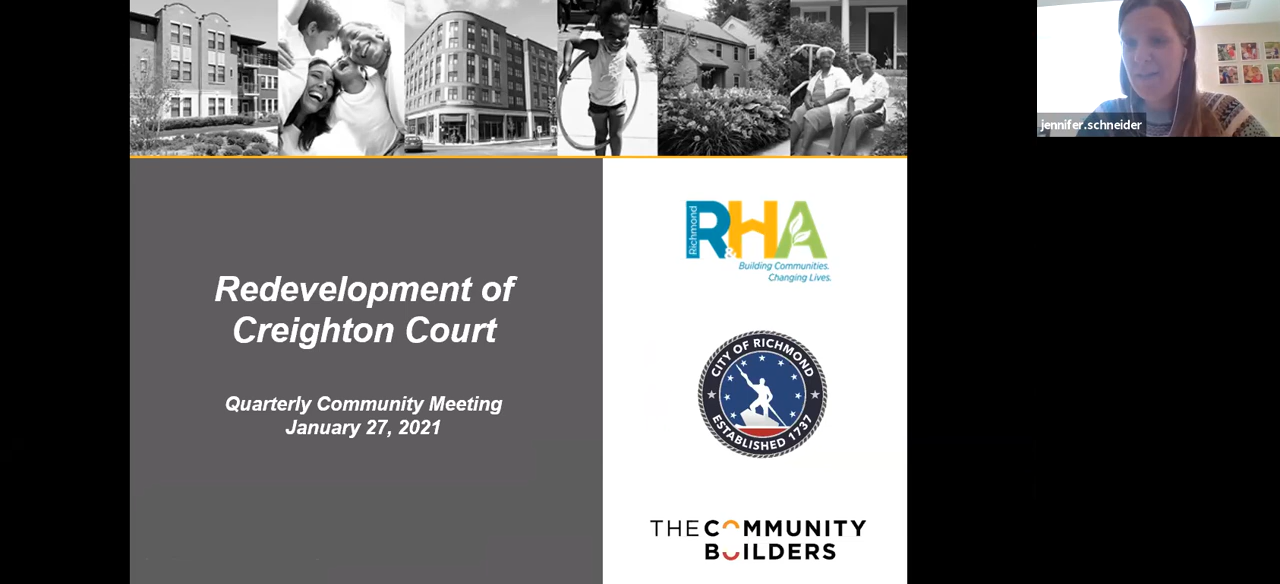 jennifer.schneider
Redevelopment of
Creighton Court
Quarterly Community Meeting
January 27, 2021
Richmond
R&HA
Building Communities.
Changing Lives.
CITY OF RICHMOND
ESTABLISHED 1737
THE COMMUNITY
BUILDERS